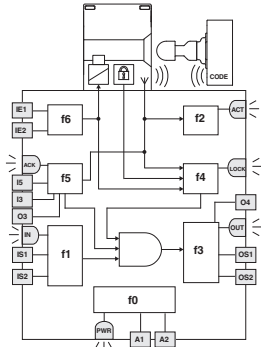 CODE
IE1
f6
f2
ACT
IE2
ACK
f5
f4
LOCK
I5
I3
O3
O4
IN
f1
f3
OUT
IS1
OS1
IS2
OS2
f0
PWR
A1
A2